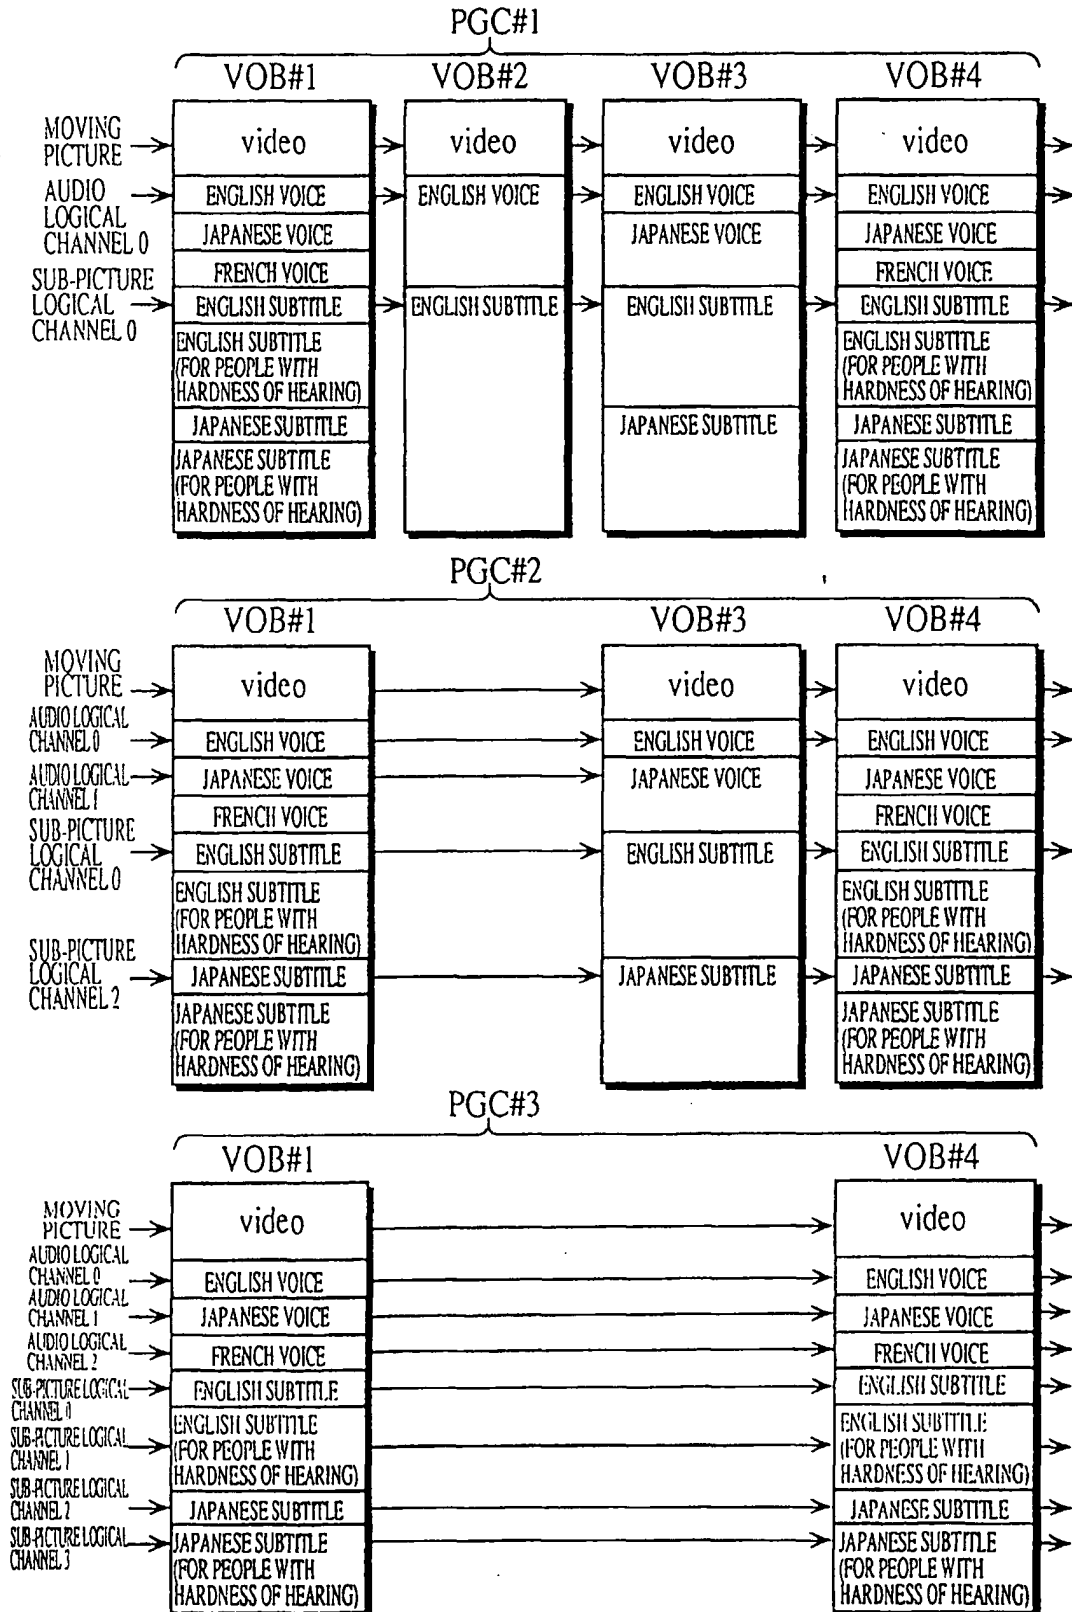 PGC#1
VOB#1 VOB#2 VOB#3 VOB#4
MOVING
PICTURE
video video video video
AUDIO
LOGICAL
CHANNEL 0
ENGLISH VOICE ENGLISH VOICE ENGLISH VOICE ENGLISH VOICE
JAPANESE VOICE JAPANESE VOICE JAPANESE VOICE
FRENCH VOICE FRENCH VOICE
SUB-PICTURE
LOGICAL
CHANNEL 0
ENGLISH SUBTITLE ENGLISH SUBTITLE ENGLISH SUBTITLE ENGLISH SUBTITLE
ENGLISH SUBTITLE
(FOR PEOPLE WITH
HARDNESS OF HEARING)
ENGLISH SUBTITLE
(FOR PEOPLE WITH
HARDNESS OF HEARING)
JAPANESE SUBTITLE JAPANESE SUBTITLE JAPANESE SUBTITLE
JAPANESE SUBTITLE
(FOR PEOPLE WITH
HARDNESS OF HEARING)
JAPANESE SUBTITLE
(FOR PEOPLE WITH
HARDNESS OF HEARING)
PGC#2
VOB#1 VOB#3 VOB#4
MOVING
PICTURE
video video video
AUDIO LOGICAL
CHANNEL 0
ENGLISH VOICE ENGLISH VOICE ENGLISH VOICE
AUDIO LOGICAL
CHANNEL 1
JAPANESE VOICE JAPANESE VOICE JAPANESE VOICE
FRENCH VOICE FRENCH VOICE
SUB-PICTURE
LOGICAL
CHANNEL 0
ENGLISH SUBTITLE ENGLISH SUBTITLE ENGLISH SUBTITLE
ENGLISH SUBTITLE
(FOR PEOPLE WITH
HARDNESS OF HEARING)
ENGLISH SUBTITLE
(FOR PEOPLE WITH
HARDNESS OF HEARING)
SUB-PICTURE
LOGICAL
CHANNEL 2
JAPANESE SUBTITLE JAPANESE SUBTITLE JAPANESE SUBTITLE
JAPANESE SUBTITLE
(FOR PEOPLE WITH
HARDNESS OF HEARING)
JAPANESE SUBTITLE
(FOR PEOPLE WITH
HARDNESS OF HEARING)
PGC#3
VOB#1 VOB#4
MOVING
PICTURE
video video
AUDIO LOGICAL
CHANNEL 0
ENGLISH VOICE ENGLISH VOICE
AUDIO LOGICAL
CHANNEL 1
JAPANESE VOICE JAPANESE VOICE
AUDIO LOGICAL
CHANNEL 2
FRENCH VOICE FRENCH VOICE
SUB-PICTURE LOGICAL
CHANNEL 0
ENGLISH SUBTITLE ENGLISH SUBTITLE
SUB-PICTURE LOGICAL
CHANNEL 1
ENGLISH SUBTITLE
(FOR PEOPLE WITH
HARDNESS OF HEARING)
ENGLISH SUBTITLE
(FOR PEOPLE WITH
HARDNESS OF HEARING)
SUB-PICTURE LOGICAL
CHANNEL 2
JAPANESE SUBTITLE JAPANESE SUBTITLE
SUB-PICTURE LOGICAL
CHANNEL 3
JAPANESE SUBTITLE
(FOR PEOPLE WITH
HARDNESS OF HEARING)
JAPANESE SUBTITLE
(FOR PEOPLE WITH
HARDNESS OF HEARING)